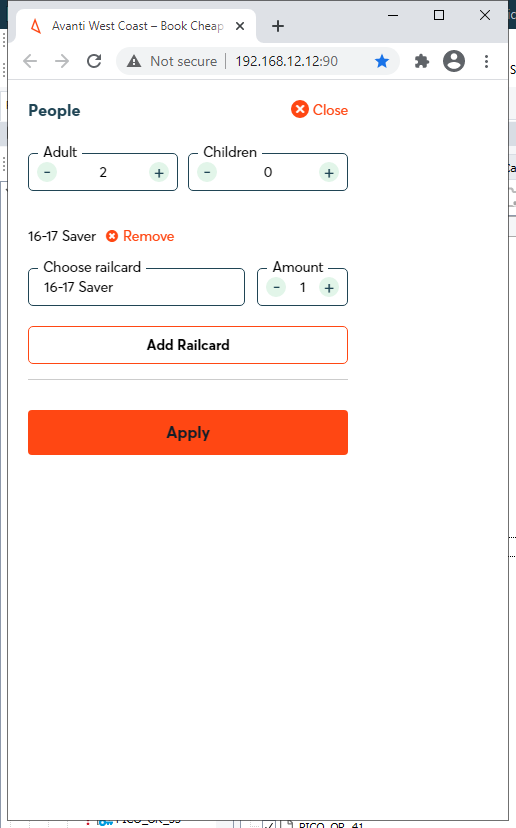 Avanti West Coast – Book Cheap
Not secure | 192.168.12.12:90
People
Close
Adult
Children
- 2 +
- 0 +
16-17 Saver Remove
Choose railcard
Amount
16-17 Saver
- 1 +
Add Railcard
Apply
PICO_OR_41